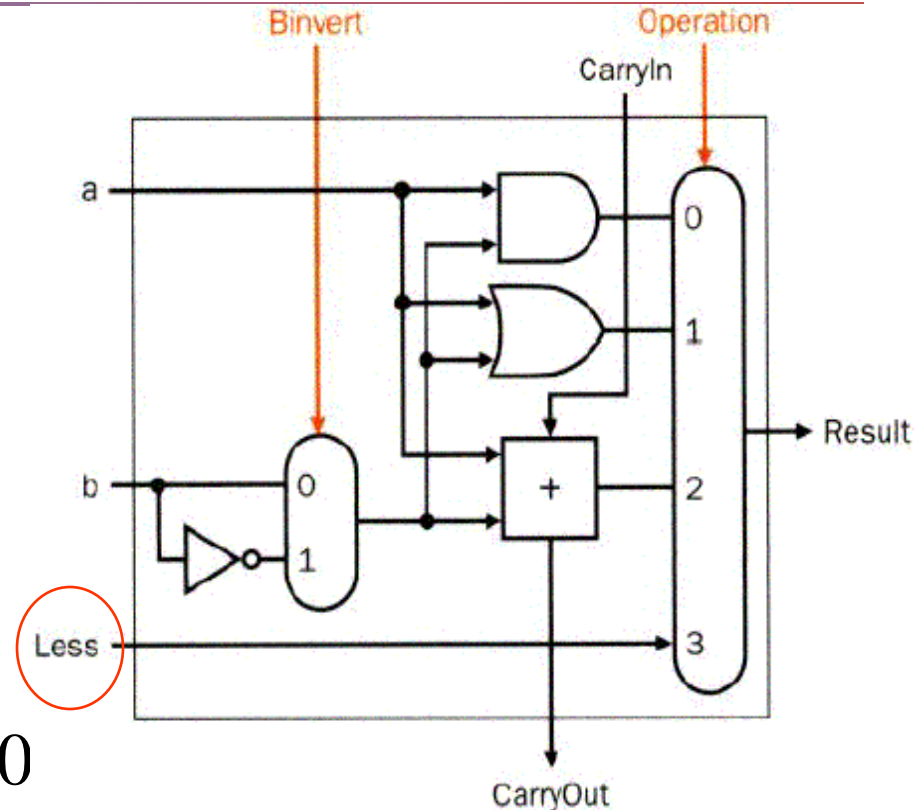 Binvert
Operation
CarryIn
a
0
1
+
2
Result
b
0
1
Less
3
0
CarryOut